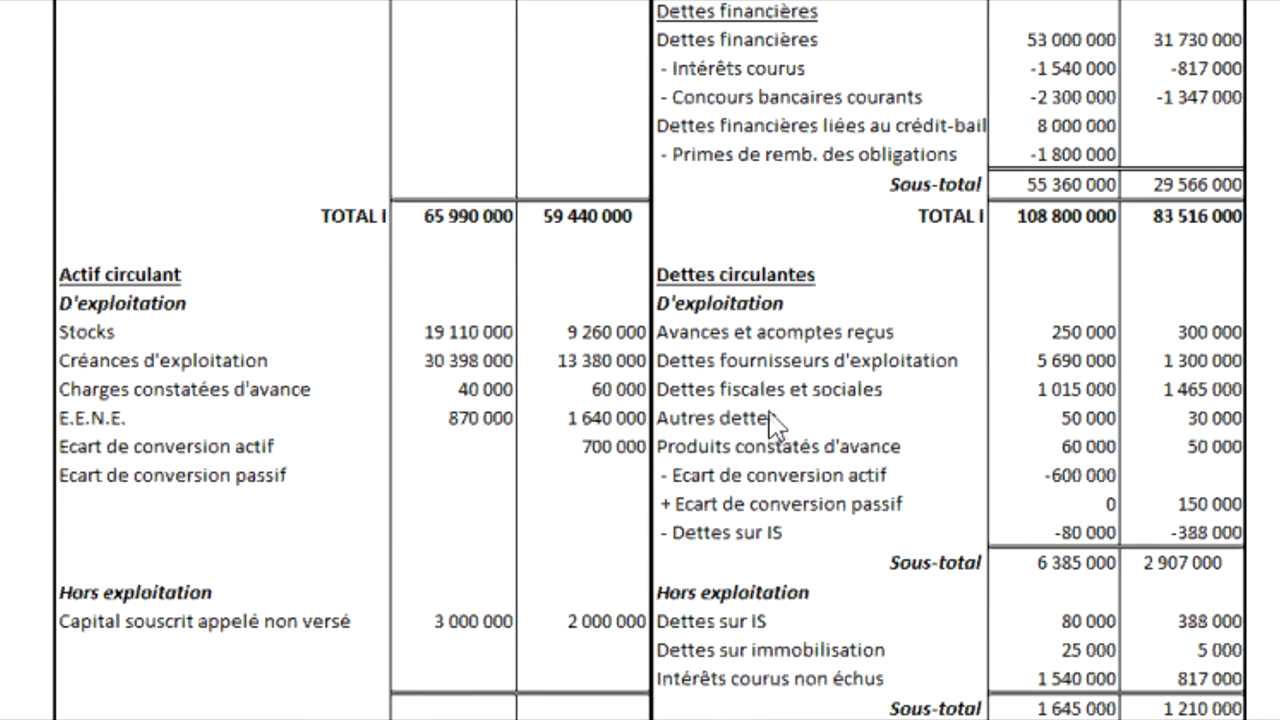 Dettes financières
Dettes financières 53 000 000 31 730 000
- Intérêts courus -1 540 000 -817 000
- Concours bancaires courants -2 300 000 -1 347 000
Dettes financières liées au crédit-bail 8 000 000
- Primes de remb. des obligations -1 800 000
Sous-total 55 360 000 29 566 000
TOTAL I 65 990 000 59 440 000 TOTAL I 108 800 000 83 516 000
Actif circulant Dettes circulantes
D'exploitation D'exploitation
Stocks 19 110 000 9 260 000 Avances et acomptes reçus 250 000 300 000
Créances d'exploitation 30 398 000 13 380 000 Dettes fournisseurs d'exploitation 5 690 000 1 300 000
Charges constatées d'avance 40 000 60 000 Dettes fiscales et sociales 1 015 000 1 465 000
E.E.N.E. 870 000 1 640 000 Autres dettes 50 000 30 000
Ecart de conversion actif 700 000 Produits constatés d'avance 60 000 50 000
Ecart de conversion passif - Ecart de conversion actif -600 000
+ Ecart de conversion passif 0 150 000
- Dettes sur IS -80 000 -388 000
Sous-total 6 385 000 2 907 000
Hors exploitation Hors exploitation
Capital souscrit appelé non versé 3 000 000 2 000 000 Dettes sur IS 80 000 388 000
Dettes sur immobilisation 25 000 5 000
Intérêts courus non échus 1 540 000 817 000
Sous-total 1 645 000 1 210 000